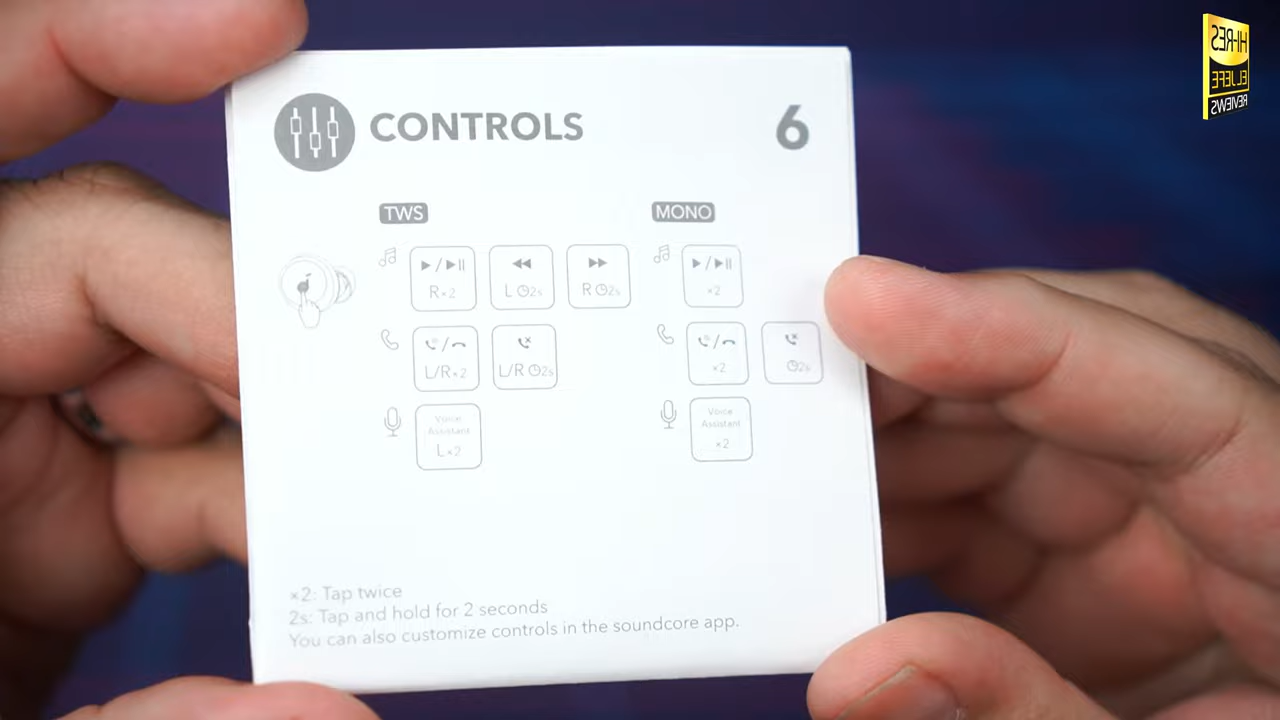 CONTROLS
6
TWS
MONO
R×2
L 2s
R 2s
×2
L/R×2
L/R 2s
×2
2s
Voice
Assistant
L×2
Voice
Assistant
×2
×2: Tap twice
2s: Tap and hold for 2 seconds
You can also customize controls in the soundcore app.
HI-RES
EL JEFE
REVIEWS